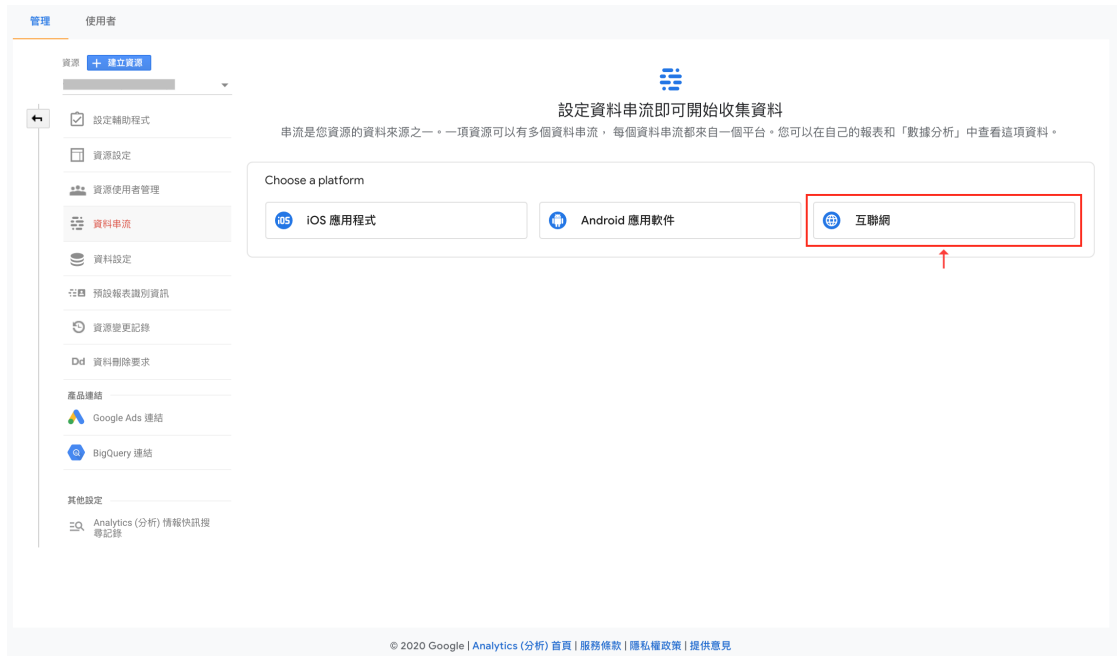 管理
使用者
資源
建立資源
設定輔助程式
資源設定
資源使用者管理
資料串流
資料設定
預設報表識別資訊
資源變更記錄
Dd 資料刪除要求
產品連結
Google Ads 連結
BigQuery 連結
其他設定
Analytics (分析) 情報快訊搜
尋記錄
設定資料串流即可開始收集資料
串流是您資源的資料來源之一。一項資源可以有多個資料串流， 每個資料串流都來自一個平台。您可以在自己的報表和「數據分析」中查看這項資料。
Choose a platform
iOS iOS 應用程式
Android 應用軟件
互聯網
© 2020 Google | Analytics (分析) 首頁 | 服務條款 | 隱私權政策 | 提供意見